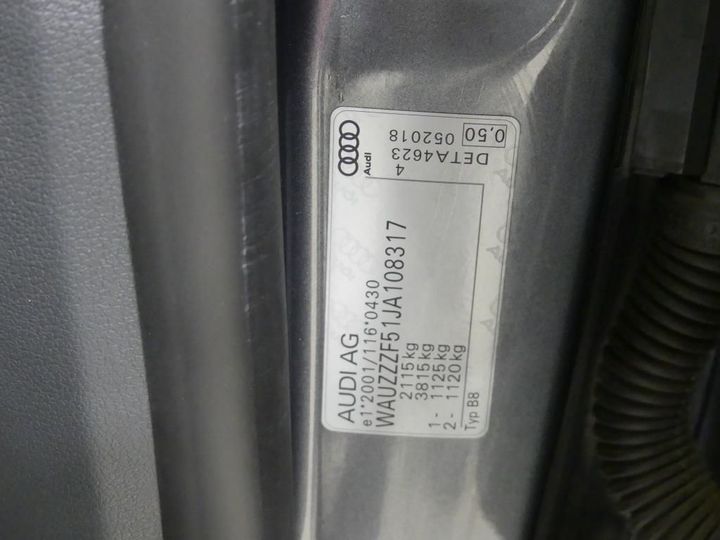 AUDI AG
e1*2001/116*0430
WAUZZZF51JA108317
2115kg
3815kg
1- 1125kg
2- 1120kg
Typ B8
Audi
4
DETA4623
052018
0,50